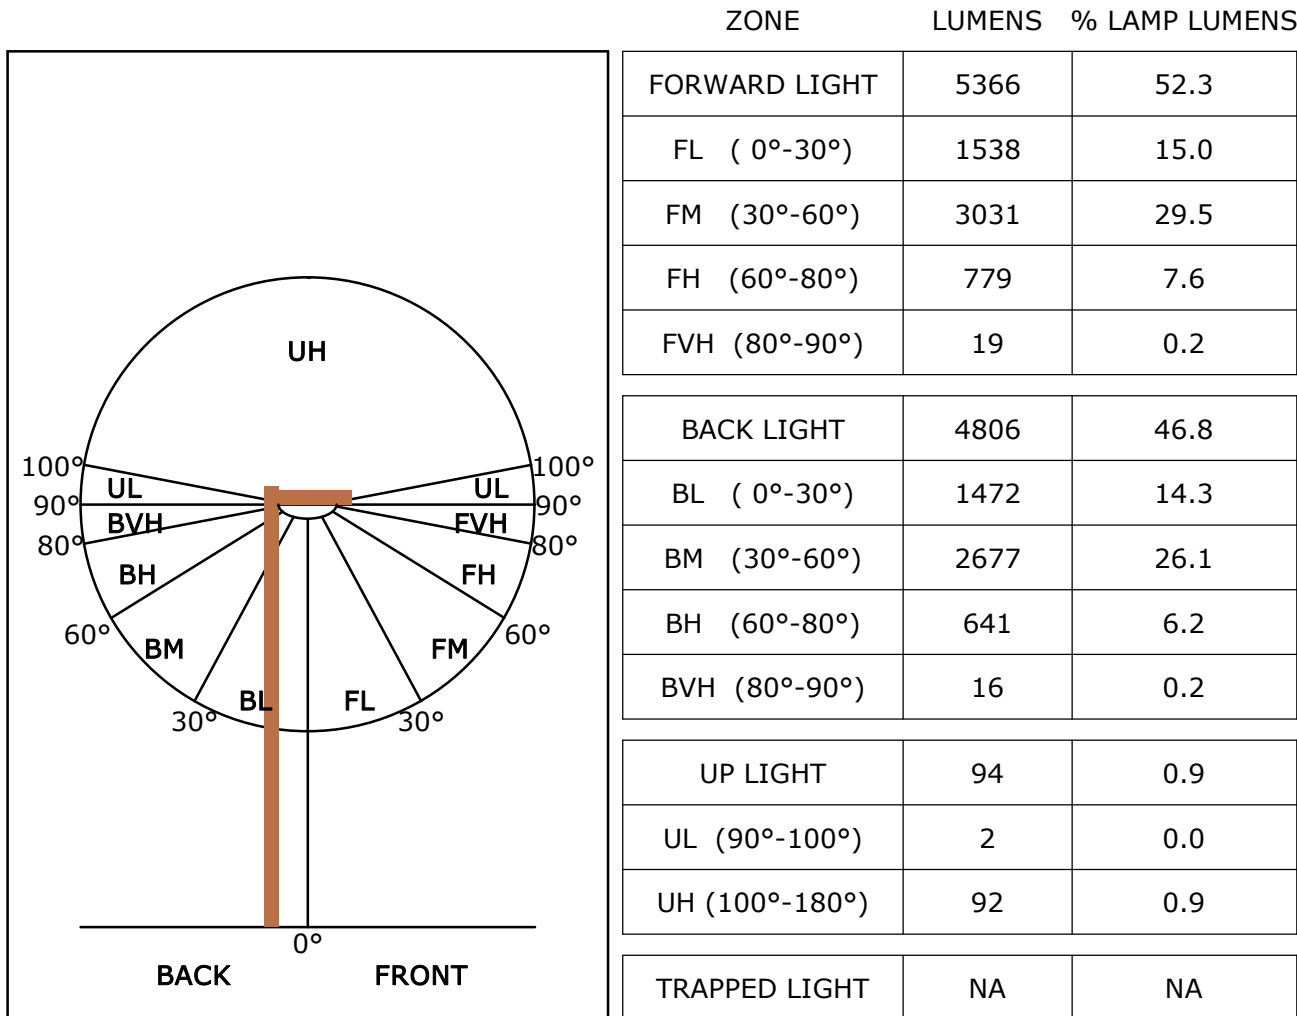 ZONE LUMENS % LAMP LUMENS
FORWARD LIGHT 5366 52.3
FL ( 0°-30°) 1538 15.0
FM (30°-60°) 3031 29.5
FH (60°-80°) 779 7.6
FVH (80°-90°) 19 0.2
BACK LIGHT 4806 46.8
BL ( 0°-30°) 1472 14.3
BM (30°-60°) 2677 26.1
BH (60°-80°) 641 6.2
BVH (80°-90°) 16 0.2
UP LIGHT 94 0.9
UL (90°-100°) 2 0.0
UH (100°-180°) 92 0.9
TRAPPED LIGHT NA NA
UH
100° 100°
UL UL
90° 90°
BVH FVH
80° 80°
BH FH
60° 60°
BM FM
BL FL
30° 30°
0°
BACK FRONT